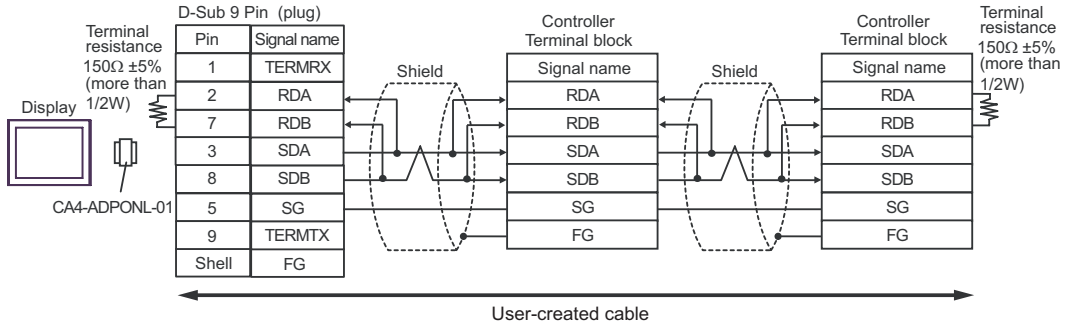 D-Sub 9 Pin (plug)
Terminal
resistance
150Ω ±5%
(more than
1/2W)
Display
CA4-ADPONL-01
Pin Signal name
1 TERMRX
2 RDA
7 RDB
3 SDA
8 SDB
5 SG
9 TERMTX
Shell FG
Shield
Controller
Terminal block
Signal name
RDA
RDB
SDA
SDB
SG
FG
Shield
Controller
Terminal block
Signal name
RDA
RDB
SDA
SDB
SG
FG
Terminal
resistance
150Ω ±5%
(more than
1/2W)
User-created cable